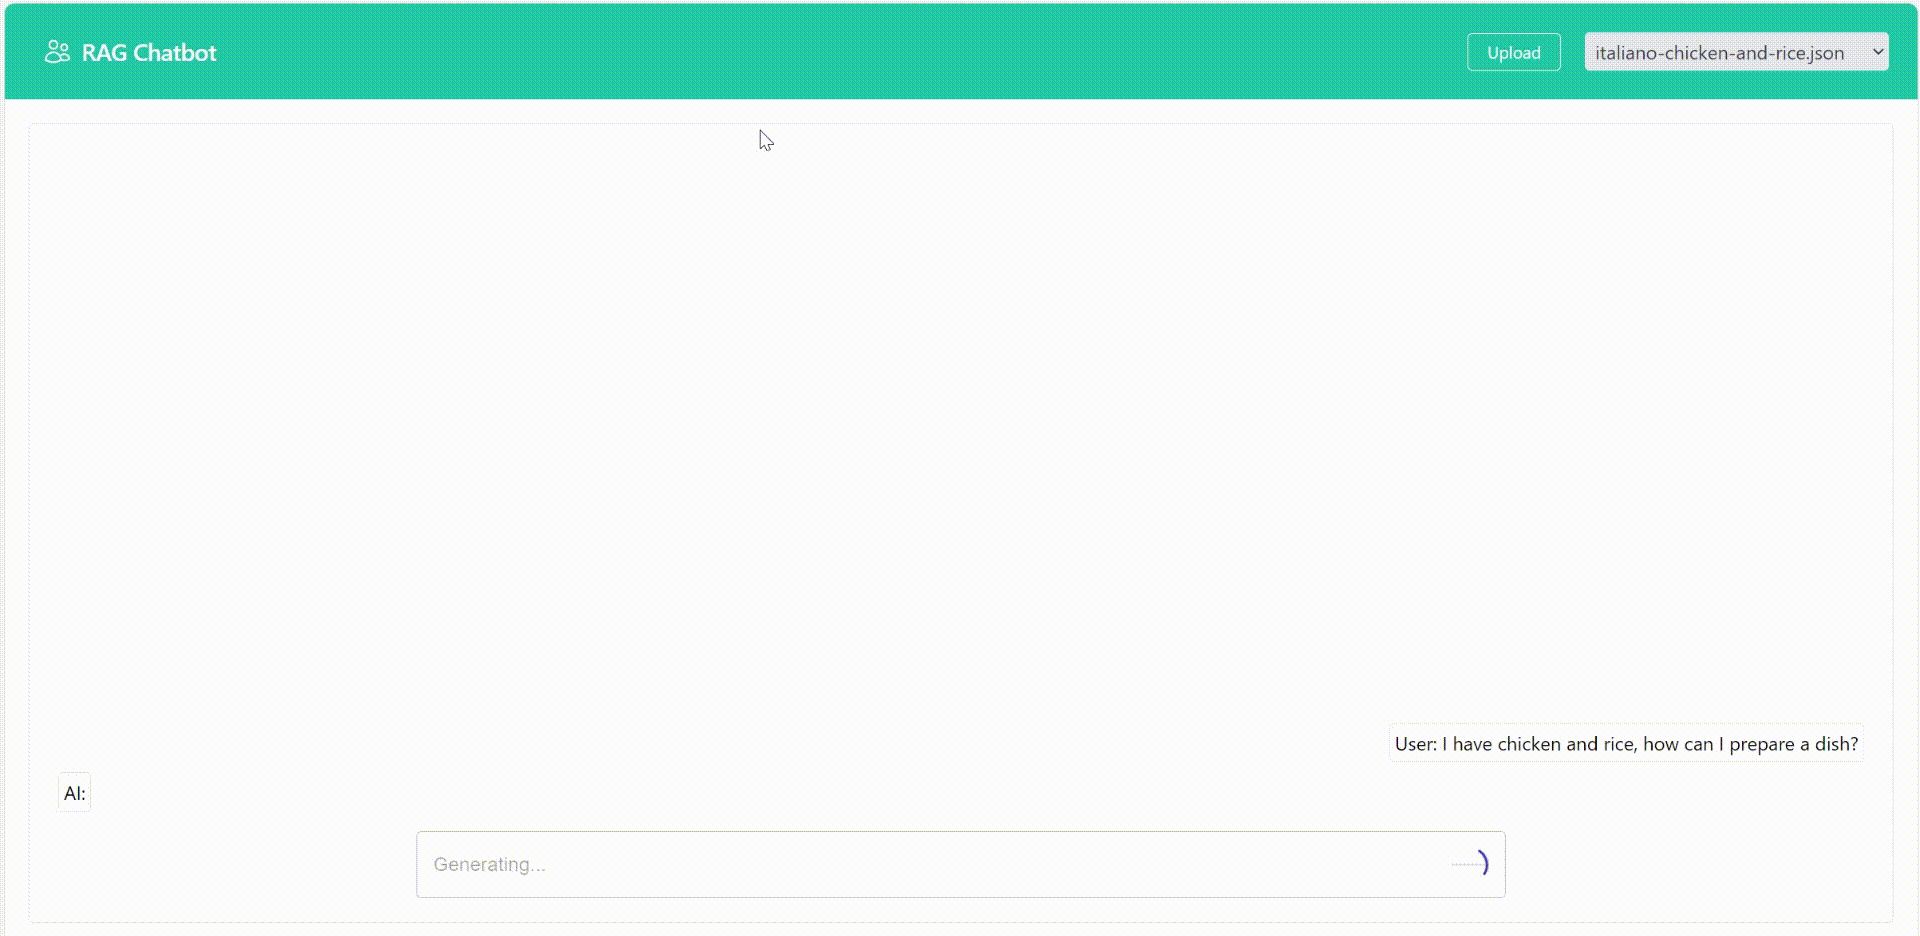 RAG Chatbot
Upload
italiano-chicken-and-rice.json
User: I have chicken and rice, how can I prepare a dish?
AI:
Generating...